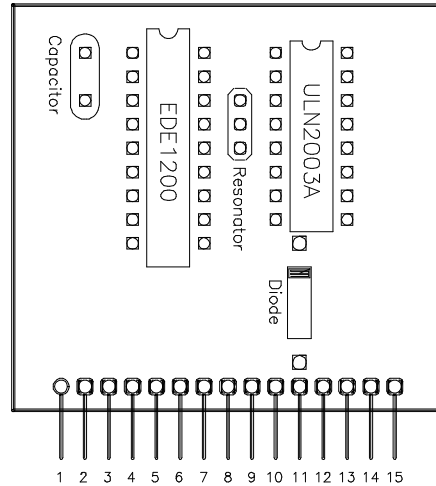 Capacitor
EDE1200
Resonator
ULN2003A
Diode
1 2 3 4 5 6 7 8 9 10 11 12 13 14 15